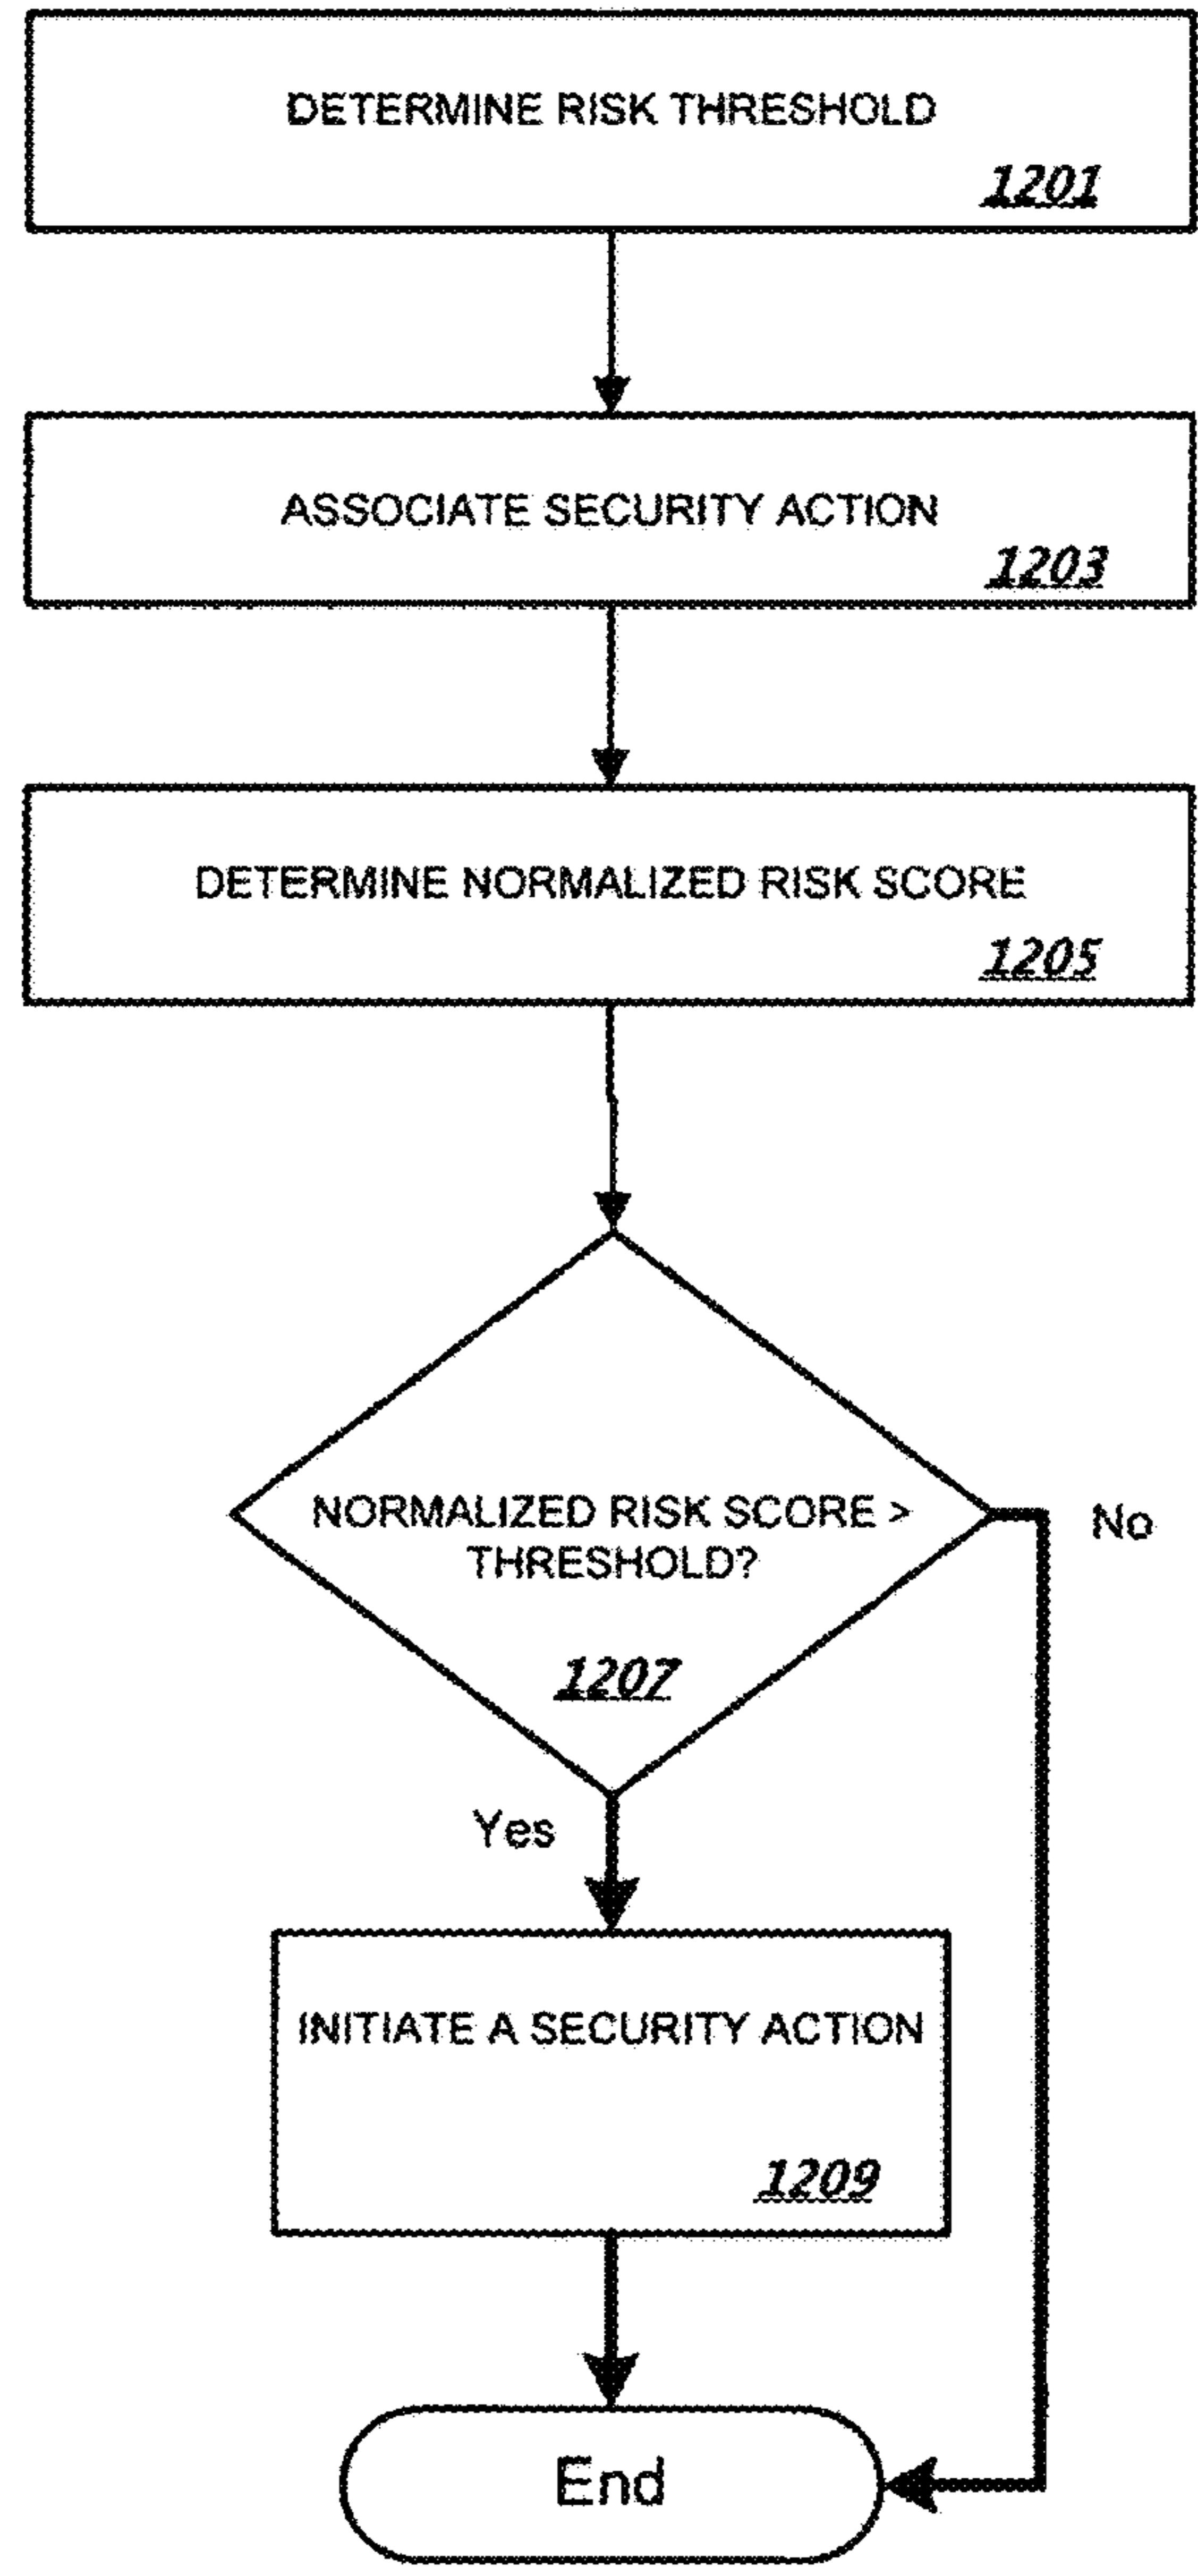 DETERMINE RISK THRESHOLD
1201
ASSOCIATE SECURITY ACTION
1203
DETERMINE NORMALIZED RISK SCORE
1205
NORMALIZED RISK SCORE >
THRESHOLD?
1207
No
Yes
INITIATE A SECURITY ACTION
1209
End